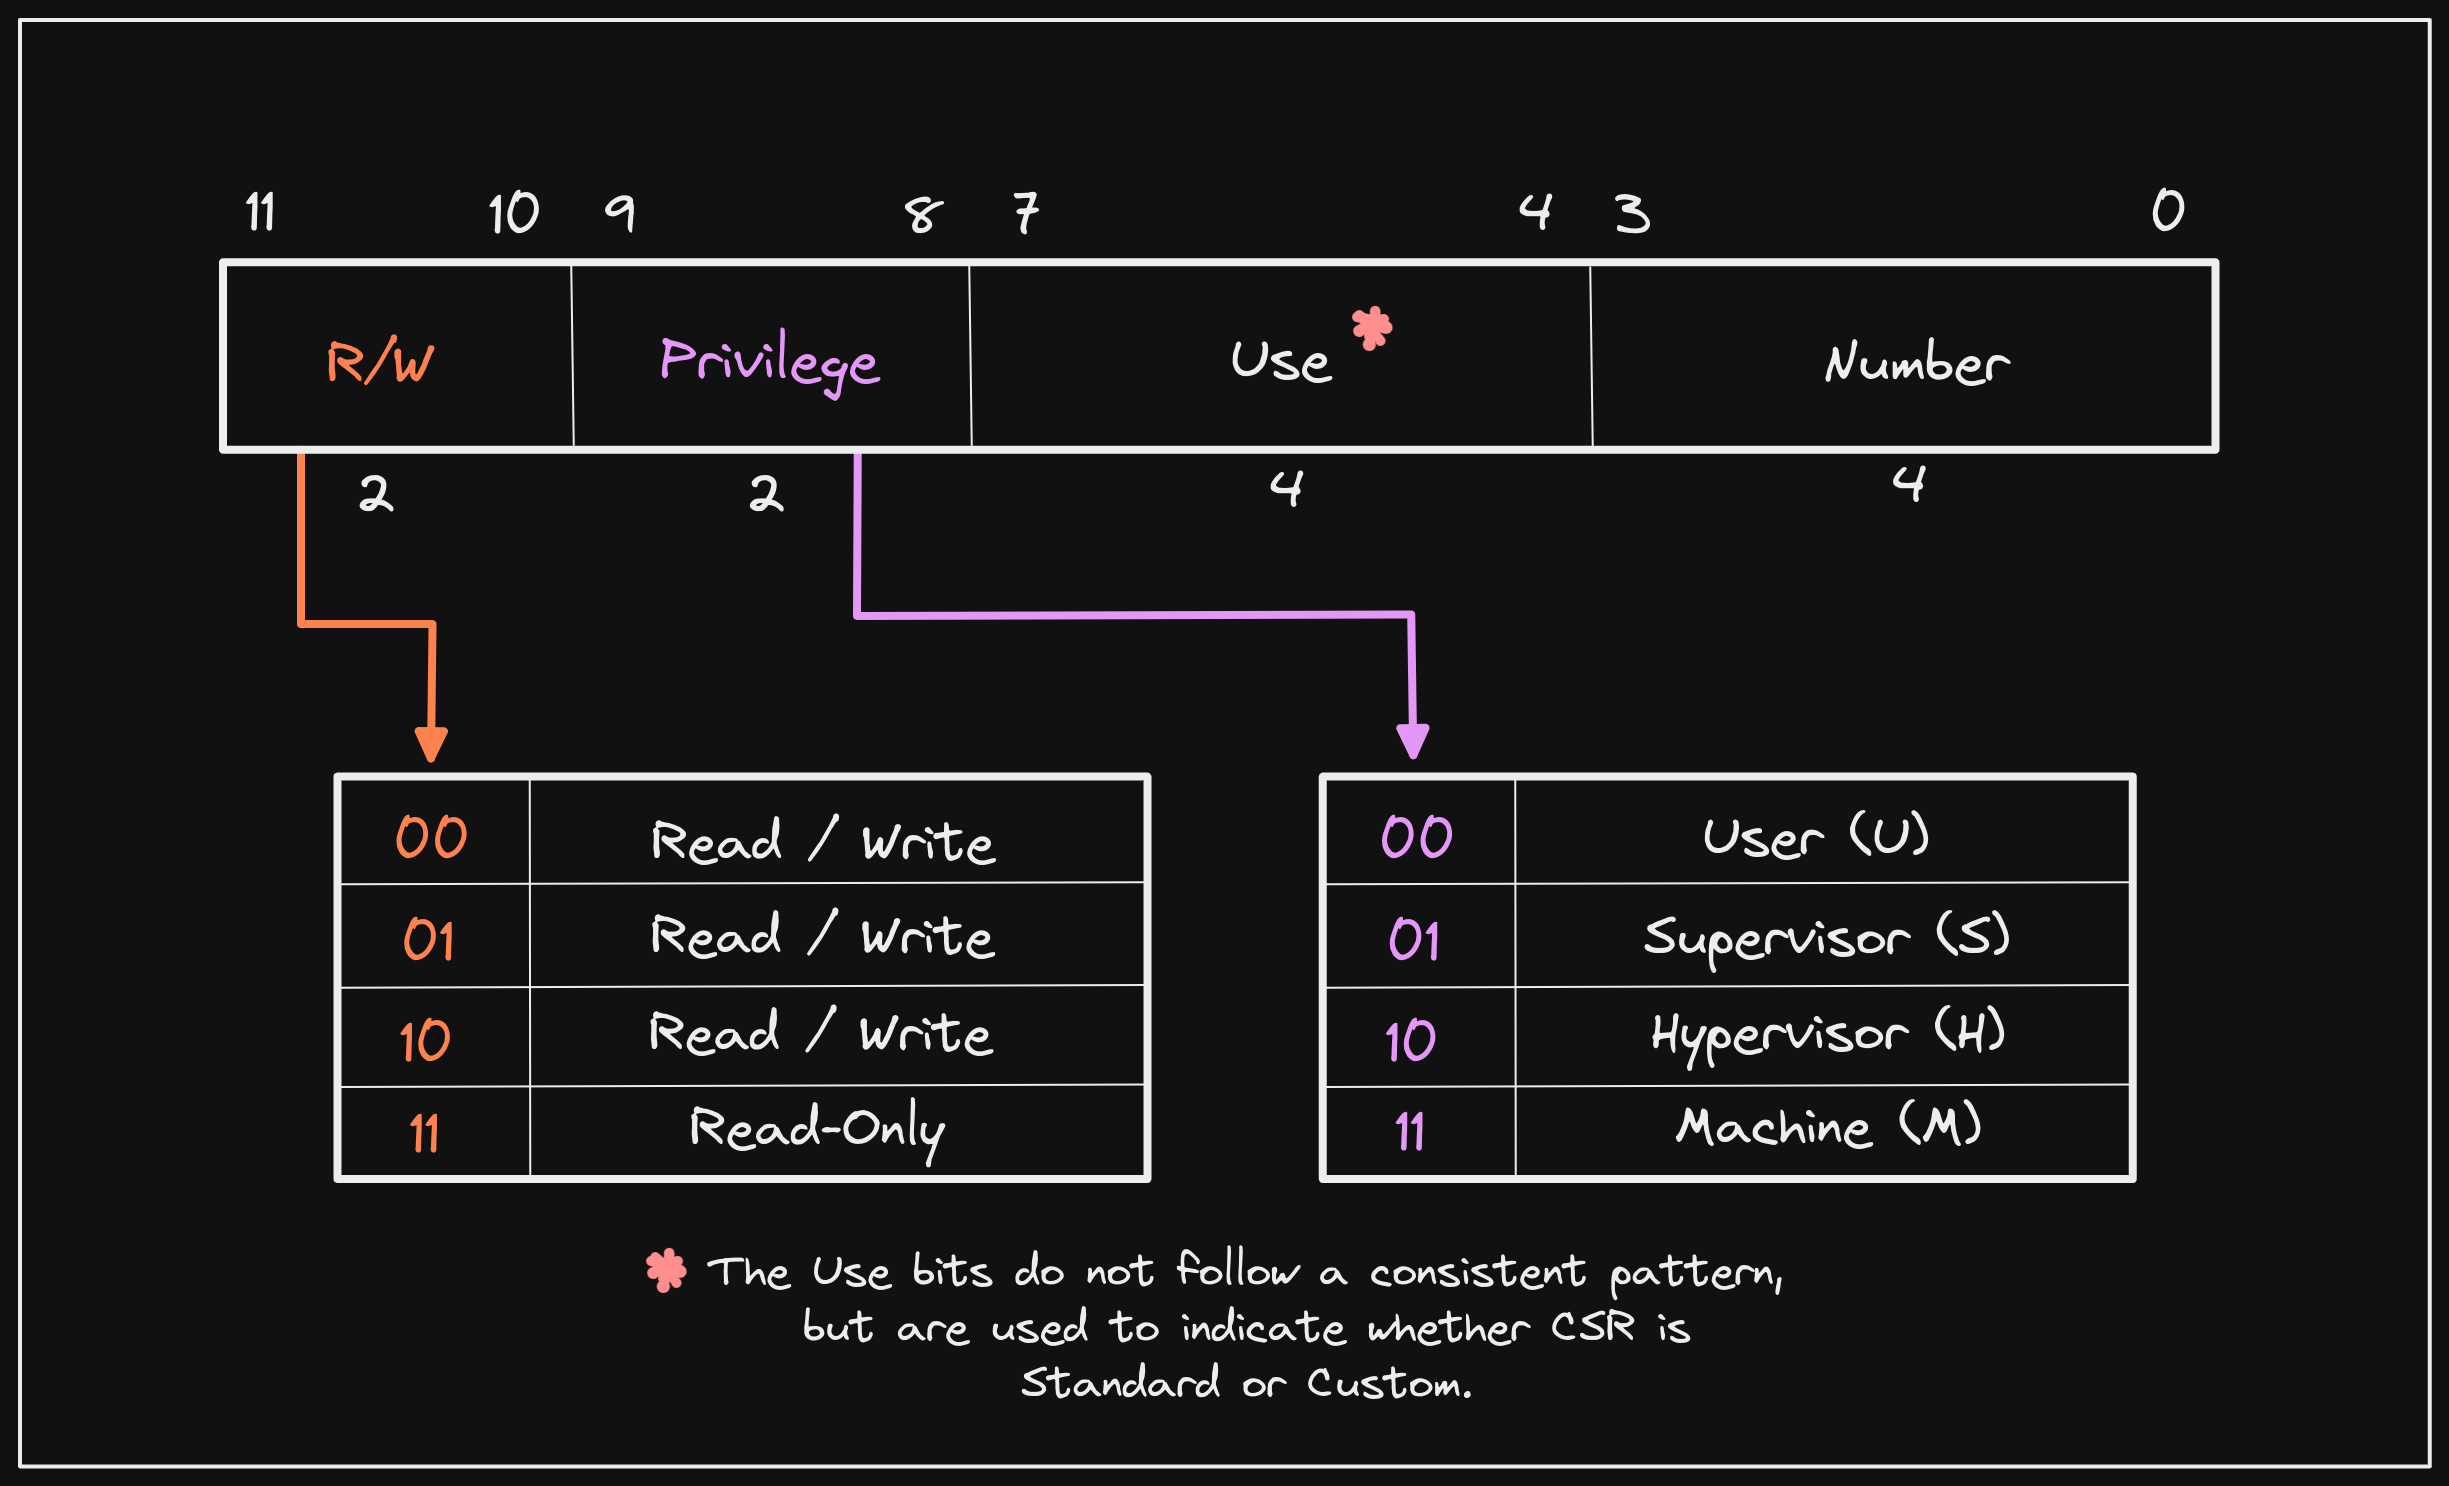 11 10 9 8 7 4 3 0
R/W Privilege Use * Number
2 2 4 4
00 Read / Write
01 Read / Write
10 Read / Write
11 Read-Only
00 User (U)
01 Supervisor (S)
10 Hypervisor (H)
11 Machine (M)
* The Use bits do not follow a consistent pattern,
but are used to indicate whether CSR is
Standard or Custom.